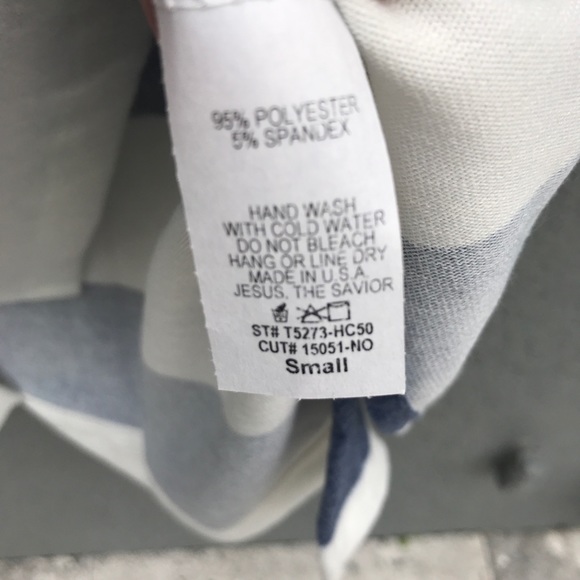 95% POLYESTER
5% SPANDEX
HAND WASH
WITH COLD WATER
DO NOT BLEACH
HANG OR LINE DRY
MADE IN U.S.A.
JESUS, THE SAVIOR
ST# T5273-HC50
CUT# 15051-NO
Small